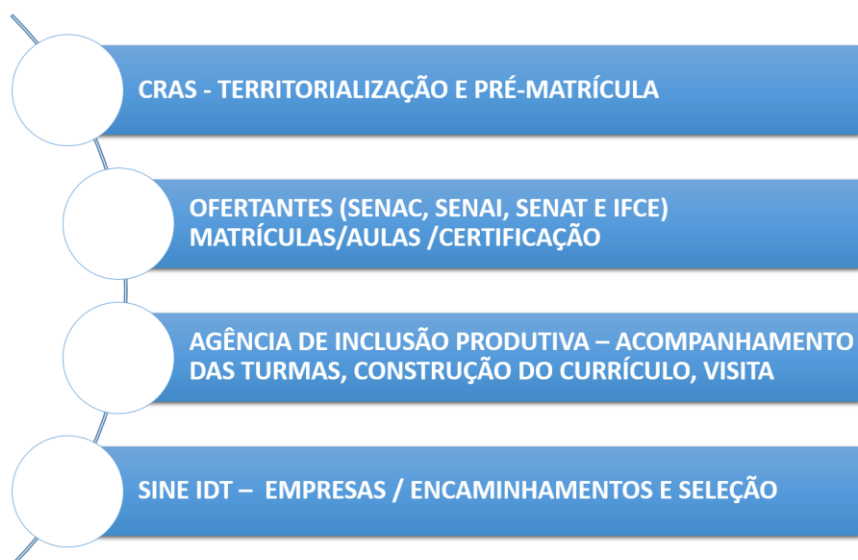 CRAS - TERRITORIALIZAÇÃO E PRÉ-MATRÍCULA
OFERTANTES (SENAC, SENAI, SENAT E IFCE)
MATRÍCULAS/AULAS /CERTIFICAÇÃO
AGÊNCIA DE INCLUSÃO PRODUTIVA – ACOMPANHAMENTO
DAS TURMAS, CONSTRUÇÃO DO CURRÍCULO, VISITA
SINE IDT – EMPRESAS / ENCAMINHAMENTOS E SELEÇÃO